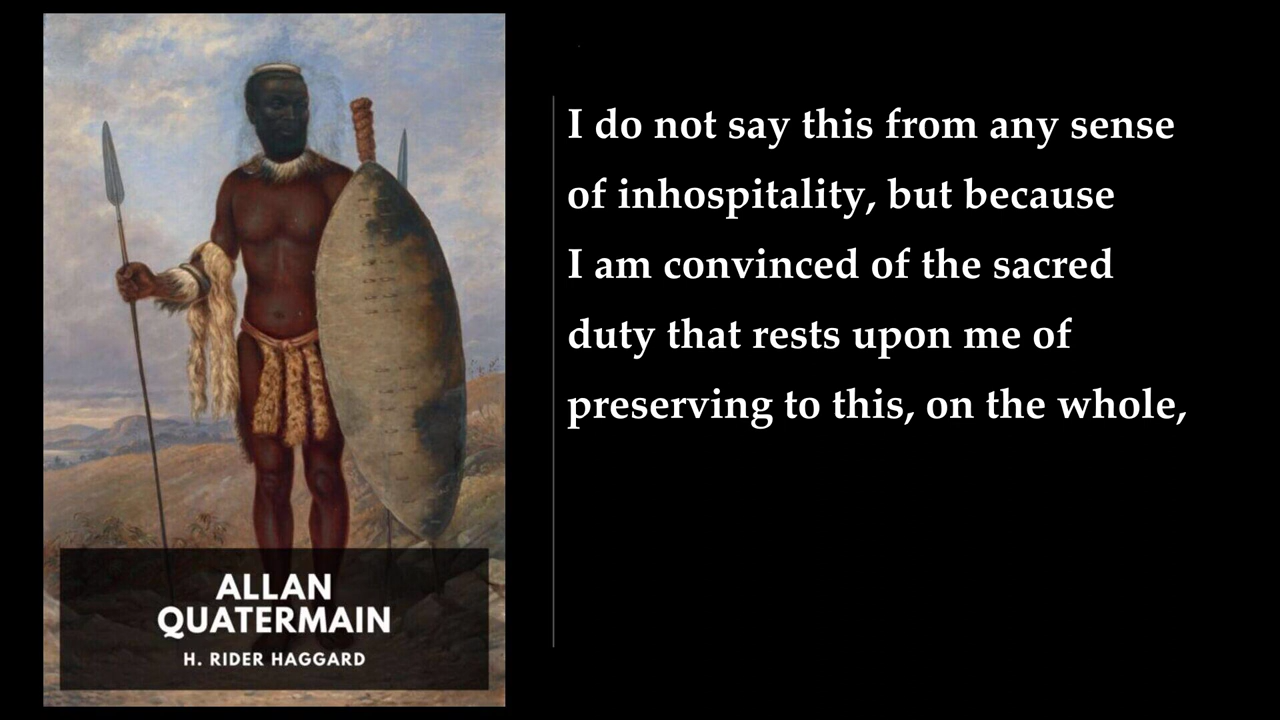 ALLAN
QUATERMAIN
H. RIDER HAGGARD
I do not say this from any sense
of inhospitality, but because
I am convinced of the sacred
duty that rests upon me of
preserving to this, on the whole,